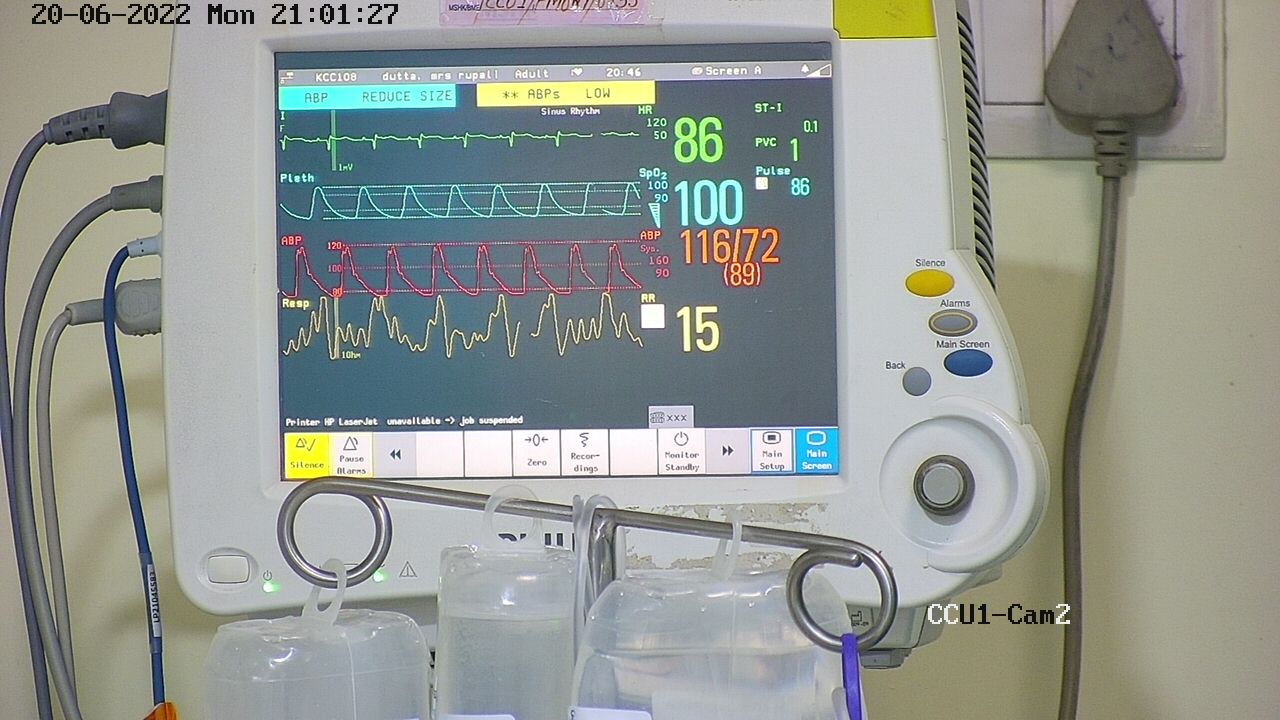 20-06-2022 Mon 21:01:27
KCC108 dutta, mrs rupali Adult 20:46 Screen A
ABP REDUCE SIZE ** ABPs LOW
Sinus Rhythm
I
F
1mV
HR
120
50
86
ST-I
0.1
PVC 1
Pleth
SpO2
100
90
100
Pulse
86
ABP
120
100
80
ABP
Sys.
160
90
116/72
(89)
Resp
10hm
RR
15
Printer HP LaserJet unavailable -> job suspended
xxx
Silence
Pause Alarms
Zero
Recor-dings
Monitor Standby
Main Setup
Main Screen
Silence
Alarms
Main Screen
Back
CCU1-Cam2